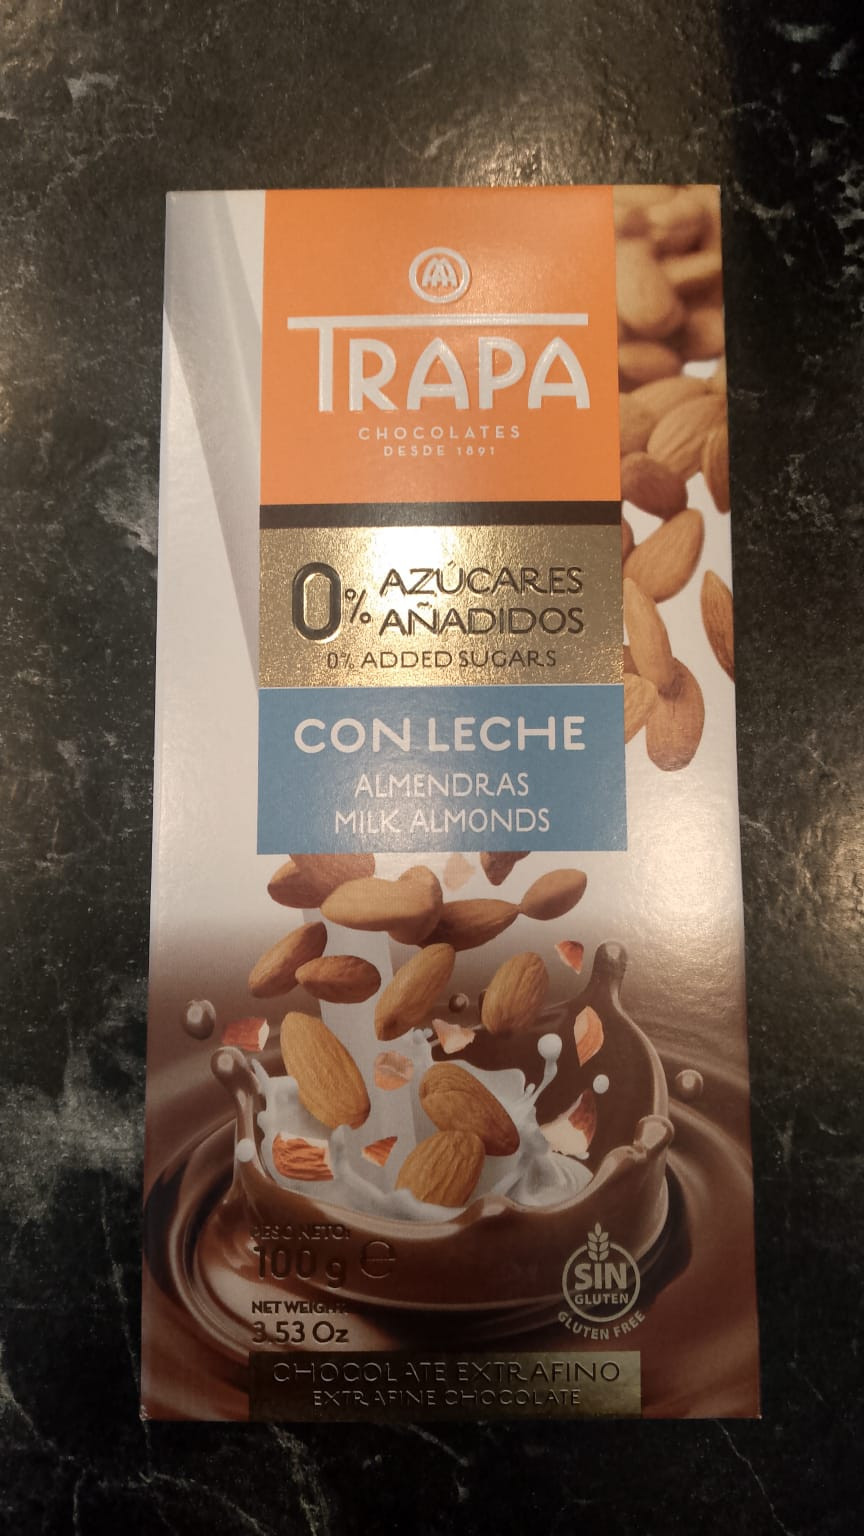 TRAPA
CHOCOLATES
DESDE 1891
0% AZÚCARES
AÑADIDOS
0% ADDED SUGARS
CON LECHE
ALMENDRAS
MILK ALMONDS
PESO NETO:
100 g ℮
NET WEIGHT:
3.53 Oz
SIN
GLUTEN
GLUTEN FREE
CHOCOLATE EXTRAFINO
EXTRAFINE CHOCOLATE